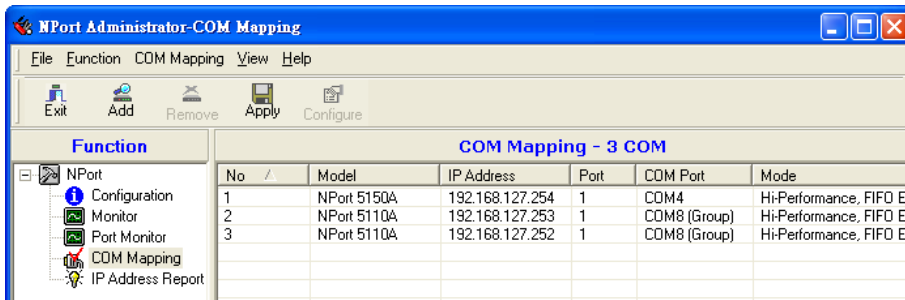 NPort Administrator-COM Mapping
File Function COM Mapping View Help
Exit Add Remove Apply Configure
Function
COM Mapping - 3 COM
NPort
Configuration
Monitor
Port Monitor
COM Mapping
IP Address Report
No Model IP Address Port COM Port Mode
1 NPort 5150A 192.168.127.254 1 COM4 Hi-Performance, FIFO E
2 NPort 5110A 192.168.127.253 1 COM8 (Group) Hi-Performance, FIFO E
3 NPort 5110A 192.168.127.252 1 COM8 (Group) Hi-Performance, FIFO E